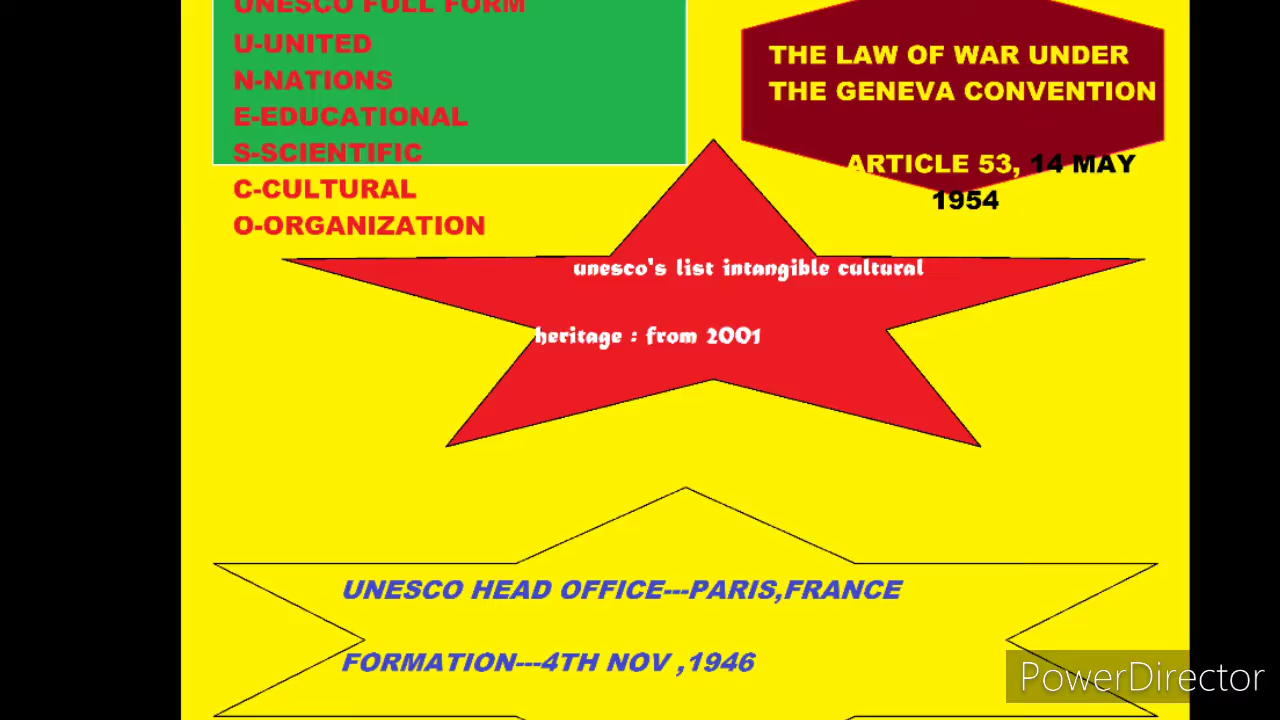 UNESCO FULL FORM
U-UNITED
N-NATIONS
E-EDUCATIONAL
S-SCIENTIFIC
C-CULTURAL
O-ORGANIZATION
THE LAW OF WAR UNDER
THE GENEVA CONVENTION
ARTICLE 53, 14 MAY
1954
unesco's list intangible cultural
heritage : from 2001
UNESCO HEAD OFFICE---PARIS,FRANCE
FORMATION---4TH NOV ,1946
PowerDirector